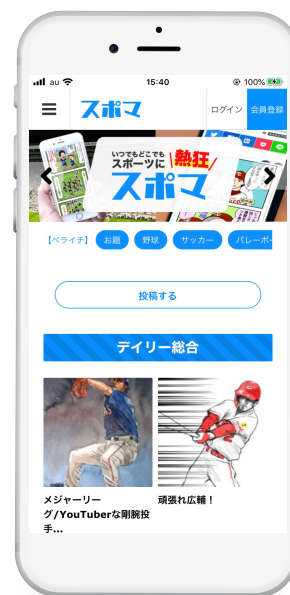 au 15:40 100%
スポマ ログイン 会員登録
いつでもどこでも
スポーツに 熱狂
スポマ
【ペライチ】 お題 野球 サッカー バレーボー
投稿する
デイリー総合
メジャーリー
グ/YouTuberな剛腕投
手...
頑張れ広輔！